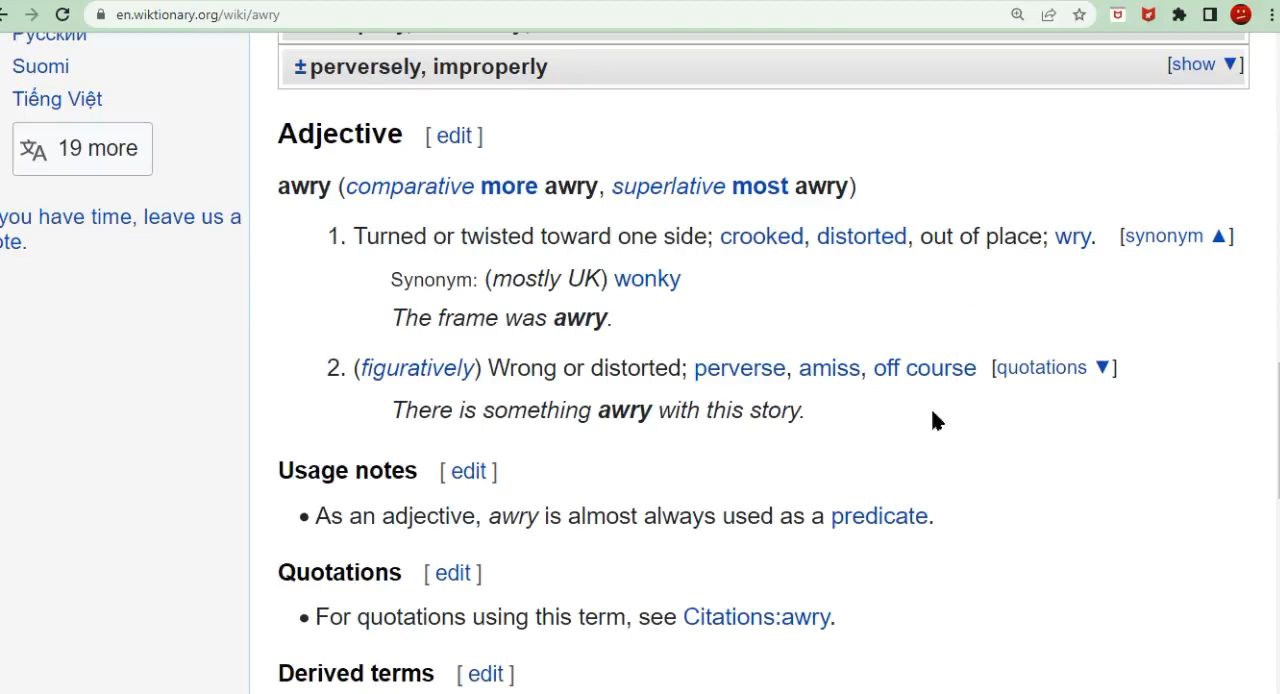 en.wiktionary.org/wiki/awry
Русский
Suomi
Tiếng Việt
19 more
you have time, leave us a
ote.
± perversely, improperly [show ▼]
Adjective [ edit ]
awry (comparative more awry, superlative most awry)
1. Turned or twisted toward one side; crooked, distorted, out of place; wry. [synonym ▲]
Synonym: (mostly UK) wonky
The frame was awry.
2. (figuratively) Wrong or distorted; perverse, amiss, off course [quotations ▼]
There is something awry with this story.
Usage notes [ edit ]
• As an adjective, awry is almost always used as a predicate.
Quotations [ edit ]
• For quotations using this term, see Citations:awry.
Derived terms [ edit ]